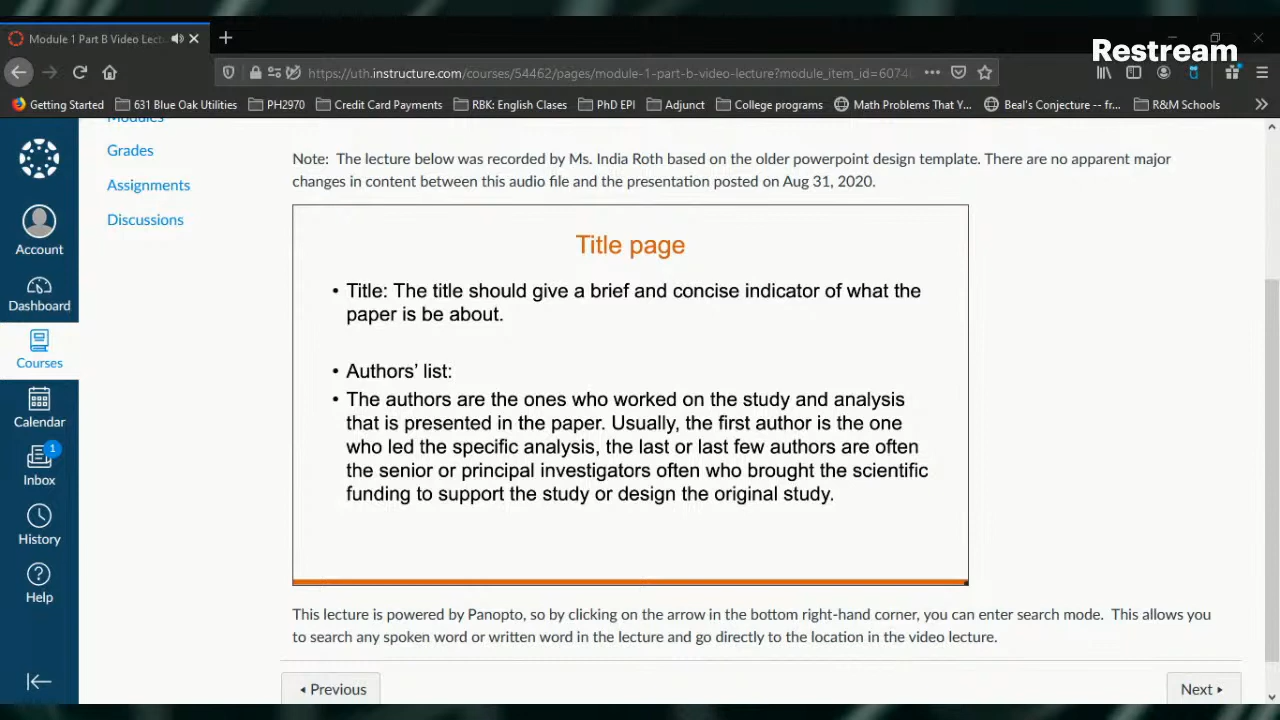 Module 1 Part B Video Lect
Restream
https://uth.instructure.com/courses/54462/pages/module-1-part-b-video-lecture?module_item_id=6074
Getting Started
631 Blue Oak Utilities
PH2970
Credit Card Payments
RBK: English Classes
PhD EPI
Adjunct
College programs
Math Problems That Y...
Beal's Conjecture -- fr...
R&M Schools
Modules
Grades
Assignments
Discussions
Account
Dashboard
Courses
Calendar
1
Inbox
History
Help
Note: The lecture below was recorded by Ms. India Roth based on the older powerpoint design template. There are no apparent major
changes in content between this audio file and the presentation posted on Aug 31, 2020.
Title page
• Title: The title should give a brief and concise indicator of what the
paper is be about.
• Authors’ list:
• The authors are the ones who worked on the study and analysis
that is presented in the paper. Usually, the first author is the one
who led the specific analysis, the last or last few authors are often
the senior or principal investigators often who brought the scientific
funding to support the study or design the original study.
This lecture is powered by Panopto, so by clicking on the arrow in the bottom right-hand corner, you can enter search mode. This allows you
to search any spoken word or written word in the lecture and go directly to the location in the video lecture.
Previous
Next